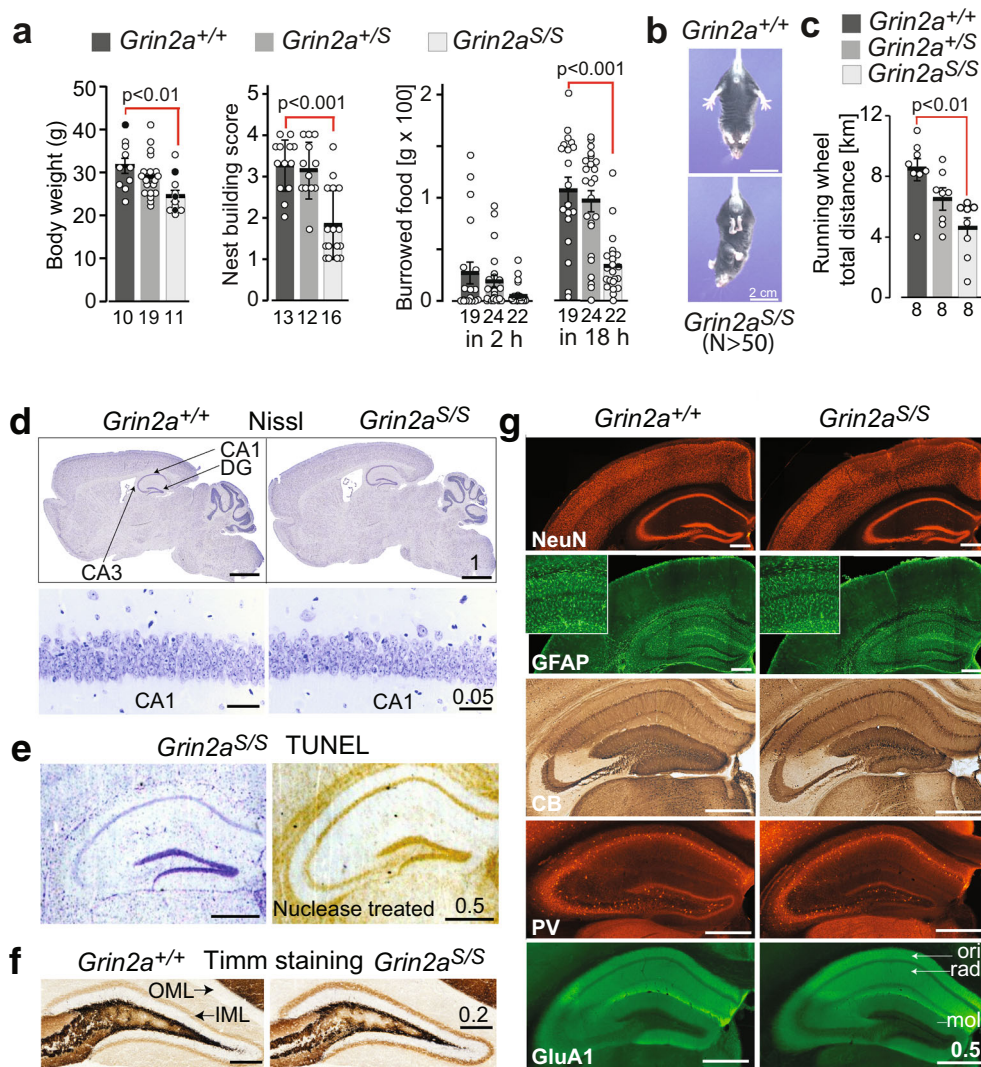 a
Grin2a+/+ Grin2a+/S Grin2aS/S
p<0.01
Body weight (g)
50
40
30
20
10
0
10 19 11
p<0.001
Nest building score
5
4
3
2
1
0
13 12 16
p<0.001
Burrowed food [g x 100]
2
1
0
19 24 22
in 2 h
19 24 22
in 18 h
b
Grin2a+/+
2 cm
Grin2aS/S
(N>50)
c
Grin2a+/+
Grin2a+/S
Grin2aS/S
p<0.01
Running wheel
total distance [km]
12
8
4
0
8 8 8
d
Grin2a+/+ Nissl Grin2aS/S
CA1
DG
CA3
1
CA1
CA1
0.05
e
Grin2aS/S TUNEL
Nuclease treated
0.5
f
Grin2a+/+ Timm staining Grin2aS/S
OML
IML
0.2
g
Grin2a+/+ Grin2aS/S
NeuN
GFAP
CB
PV
GluA1
ori
rad
mol
0.5